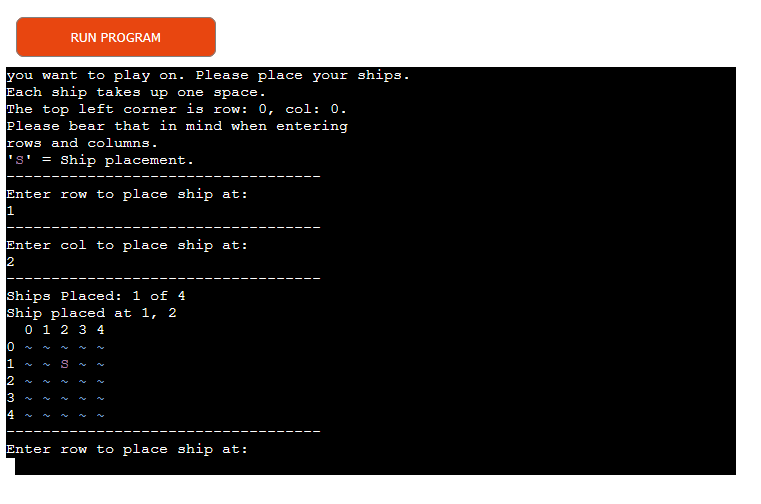 RUN PROGRAM
you want to play on. Please place your ships.
Each ship takes up one space.
The top left corner is row: 0, col: 0.
Please bear that in mind when entering
rows and columns.
'S' = Ship placement.
-----------------------------------
Enter row to place ship at:
1
-----------------------------------
Enter col to place ship at:
2
-----------------------------------
Ships Placed: 1 of 4
Ship placed at 1, 2
  0 1 2 3 4
0 ~ ~ ~ ~ ~
1 ~ ~ S ~ ~
2 ~ ~ ~ ~ ~
3 ~ ~ ~ ~ ~
4 ~ ~ ~ ~ ~
-----------------------------------
Enter row to place ship at: